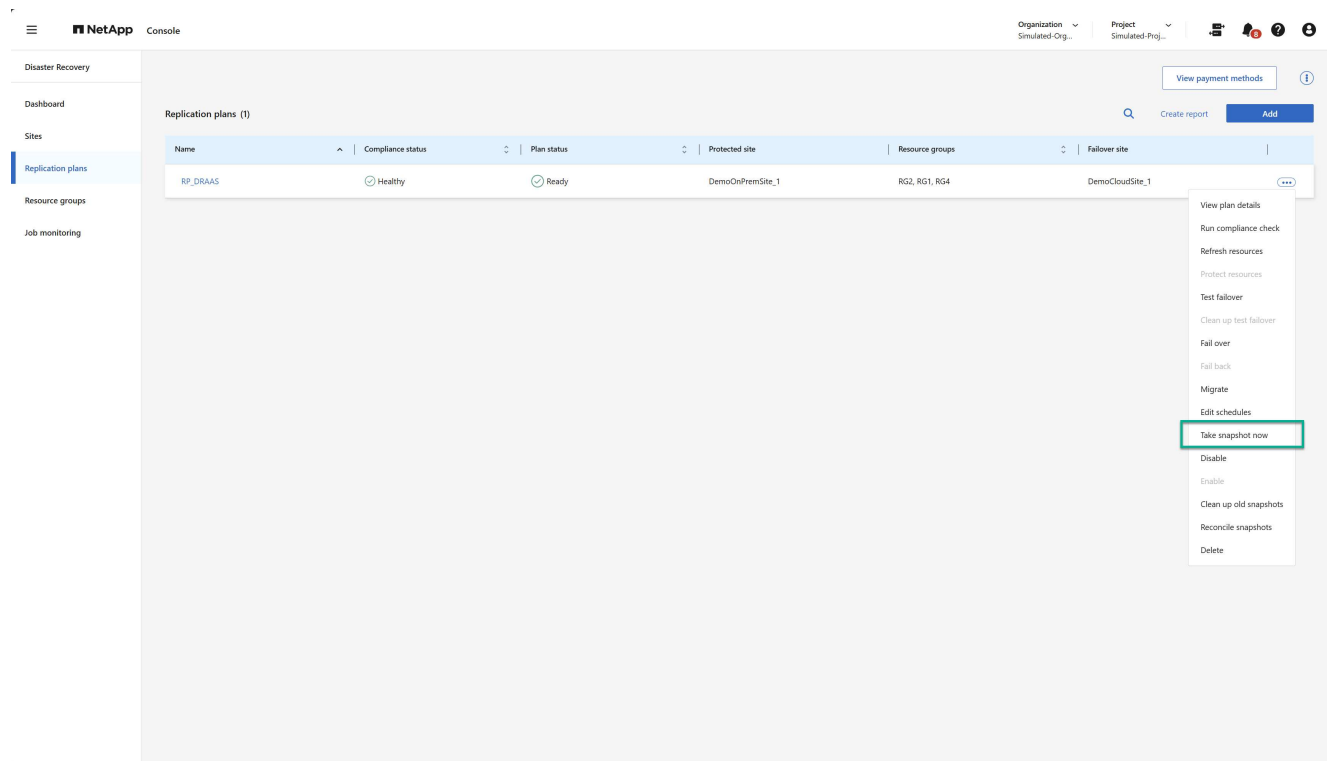 NetApp Console
Organization
Simulated-Org...
Project
Simulated-Proj...
8
Disaster Recovery
Dashboard
Sites
Replication plans
Resource groups
Job monitoring
View payment methods
Replication plans (1)
Create report
Add
Name Compliance status Plan status Protected site Resource groups Failover site
RP_DRAAS Healthy Ready DemoOnPremSite_1 RG2, RG1, RG4 DemoCloudSite_1
View plan details
Run compliance check
Refresh resources
Protect resources
Test failover
Clean up test failover
Fail over
Fail back
Migrate
Edit schedules
Take snapshot now
Disable
Enable
Clean up old snapshots
Reconcile snapshots
Delete